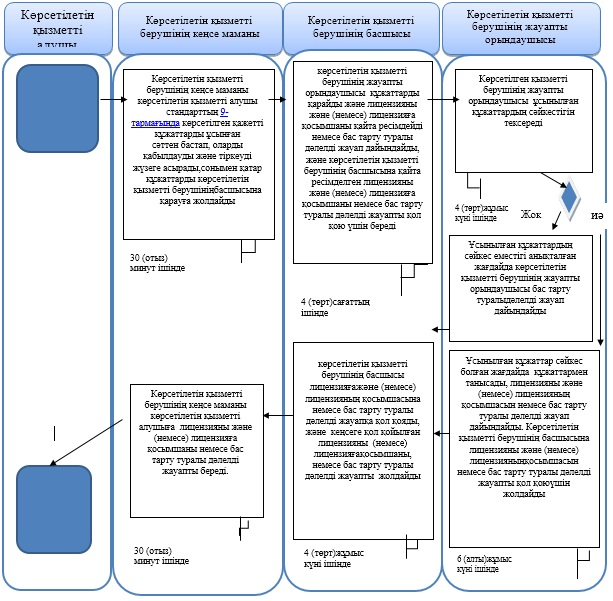 Көрсетілетін
қызметті
алушы
Көрсетілетін қызметті
берушінің кеңсе маманы
Көрсетілетін қызметті
берушінің басшысы
Көрсетілетін қызметті
берушінің жауапты
орындаушысы
Көрсетілетін қызметті
берушінің кеңсе маманы
көрсетілетін қызметті алушы
стандарттың 9-
тармағында көрсетілген қажетті
құжаттарды ұсынған
сәттен бастап, оларды
қабылдауды және тіркеуді
жүзеге асырады,сонымен қатар
құжаттарды көрсетілетін
қызметті берушініңбасшысына
қарауға жолдайды
30 (отыз)
минут ішінде
көрсетілетін қызметті
берушінің жауапты
орындаушысы құжаттарды
қарайды және лицензияны
және (немесе) лицензияға
қосымшаны қайта ресімдейді
немесе бас тарту туралы
дәлелді жауап дайындайды,
және көрсетілетін қызметті
берушінің басшысына қайта
ресімделген лицензияны
және (немесе) лицензияға
қосымшаны немесе бас тарту
туралы дәлелді жауапты қол
қою үшін береді
4 (төрт)сағаттың
ішінде
Көрсетілген қызметті
берушінің жауапты
орындаушысы ұсынылған
құжаттардың сәйкестігін
тексереді
4 (төрт)жұмыс
күні ішінде
Жоқ
иә
Ұсынылған құжаттардың
сәйкес еместігі анықталған
жағдайда көрсетілетін
қызметті берушінің жауапты
орындаушысы бас тарту
туралыдәлелді жауап
дайындайды
Ұсынылған құжаттар сәйкес
болған жағдайда құжаттармен
танысады, лицензияны және
(немесе) лицензияның
қосымшасын немесе бас тарту
туралы дәлелді жауап
дайындайды. Көрсетілетін
қызметті берушінің басшысына
лицензияны және (немесе)
лицензияныңқосымшасын
немесе бас тарту туралы дәлелді
жауапты қол қоюүшін
жолдайды
6 (алты)жұмыс
күні ішінде
көрсетілетін қызметті
берушінің басшысы
лицензияғажәне (немесе)
лицензияның қосымшасына
немесе бас тарту туралы
дәлелді жауапқа қол қояды,
және кеңсеге қол қойылған
лицензияны (немесе)
лицензияғақосымшаны,
немесе бас тарту туралы
дәлелді жауапты жолдайды
4 (төрт)жұмыс
күні ішінде
Көрсетілетін қызметті
берушінің кеңсе маманы
көрсетілетін қызметті
алушыға лицензияны және
(немесе) лицензияға
қосымшаны немесе бас
тарту туралы дәлелді
жауапты береді.
30 (отыз)
минут ішінде